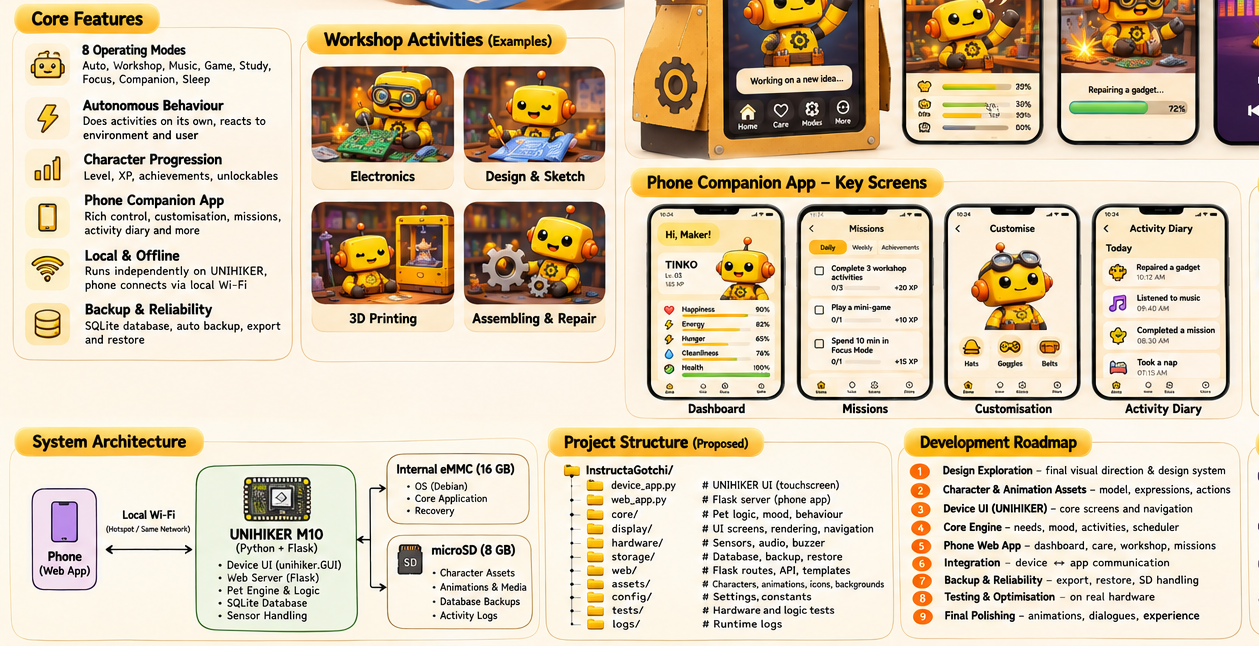 Core Features
8 Operating Modes
Auto, Workshop, Music, Game, Study,
Focus, Companion, Sleep
Autonomous Behaviour
Does activities on its own, reacts to
environment and user
Character Progression
Level, XP, achievements, unlockables
Phone Companion App
Rich control, customisation, missions,
activity diary and more
Local & Offline
Runs independently on UNIHIKER,
phone connects via local Wi-Fi
Backup & Reliability
SQLite database, auto backup, export
and restore
Workshop Activities (Examples)
Electronics
Design & Sketch
3D Printing
Assembling & Repair
Working on a new idea...
Home
Care
Modes
More
39%
Repairing a gadget...
72%
Phone Companion App – Key Screens
Hi, Maker!
TINKO
Happiness 90%
Energy 82%
Hunger 65%
Cleanliness 76%
Health 100%
Dashboard
Missions
Daily Weekly Achievements
Complete 3 workshop
activities
0/3 +20 XP
Play a mini-game
0/1 +10 XP
Spend 10 min in
Focus Mode
0/1 +15 XP
Missions
Customise
Hats
Goggles
Belts
Customisation
Activity Diary
Today
Repaired a gadget
10:12 AM
Listened to music
09:40 AM
Completed a mission
08.30 AM
Took a nap
07:15 AM
Activity Diary
System Architecture
Phone
(Web App)
Local Wi-Fi
(Hotspot / Same Network)
UNIHIKER M10
(Python + Flask)
• Device UI (unihiker.GUI)
• Web Server (Flask)
• Pet Engine & Logic
• SQLite Database
• Sensor Handling
Internal eMMC (16 GB)
• OS (Debian)
• Core Application
• Recovery
SD
microSD (8 GB)
• Character Assets
• Animations & Media
• Database Backups
• Activity Logs
Project Structure (Proposed)
InstructaGotchi/
device_app.py # UNIHIKER UI (touchscreen)
web_app.py # Flask server (phone app)
core/ # Pet logic, mood, behaviour
display/ # UI screens, rendering, navigation
hardware/ # Sensors, audio, buzzer
storage/ # Database, backup, restore
web/ # Flask routes, API, templates
assets/ # Characters, animations, icons, backgrounds
config/ # Settings, constants
tests/ # Hardware and logic tests
logs/ # Runtime logs
Development Roadmap
1 Design Exploration – final visual direction & design system
2 Character & Animation Assets – model, expressions, actions
3 Device UI (UNIHIKER) – core screens and navigation
4 Core Engine – needs, mood, activities, scheduler
5 Phone Web App – dashboard, care, workshop, missions
6 Integration – device ↔ app communication
7 Backup & Reliability – export, restore, SD handling
8 Testing & Optimisation – on real hardware
9 Final Polishing – animations, dialogues, experience